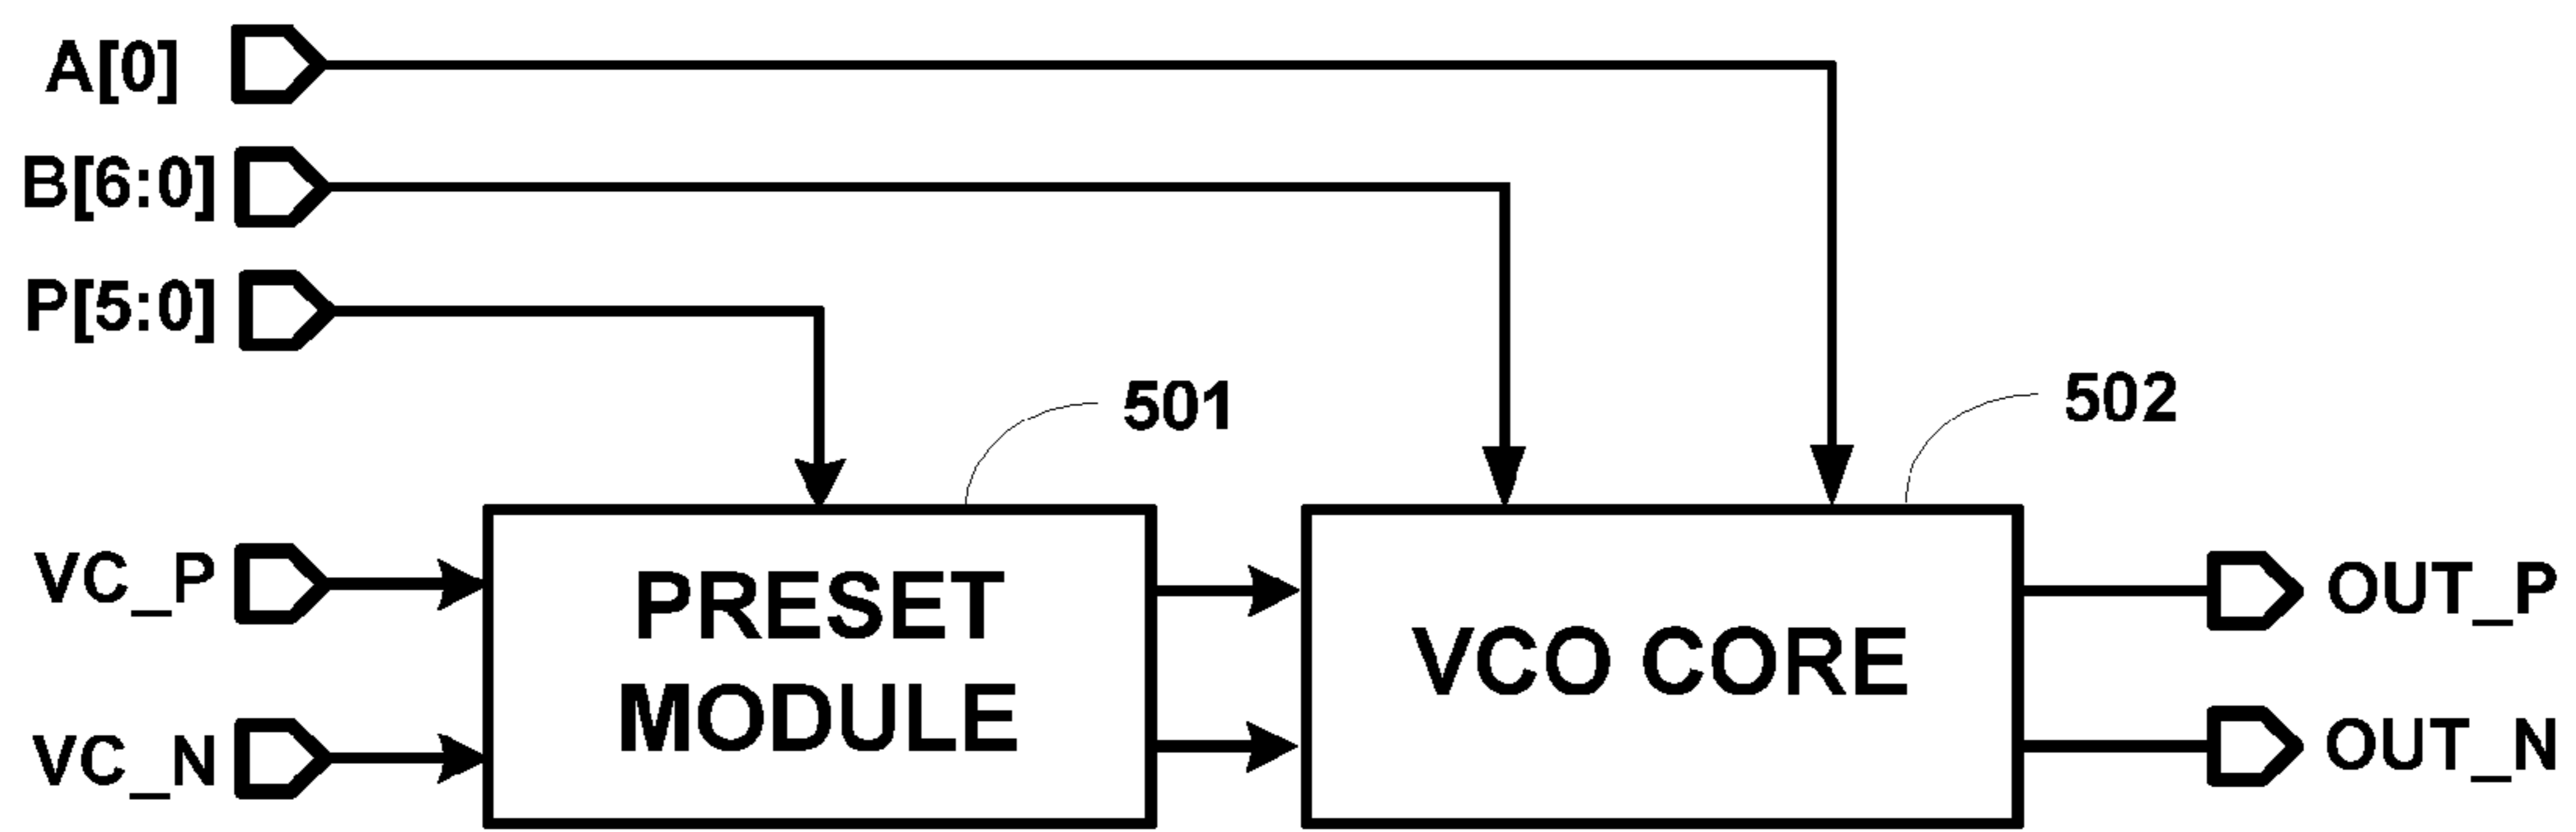 A[0]
B[6:0]
P[5:0]
501
502
VC_P
VC_N
PRESET
MODULE
VCO CORE
OUT_P
OUT_N